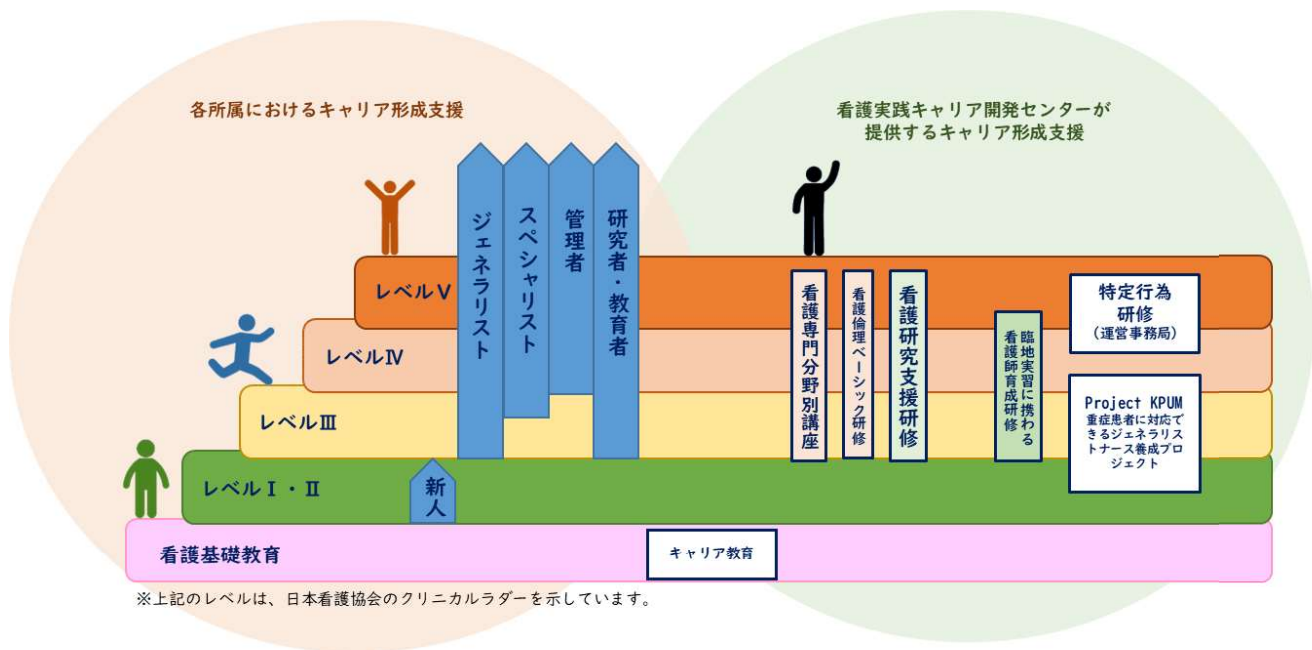 各所属におけるキャリア形成支援
看護実践キャリア開発センターが
提供するキャリア形成支援
ジェネラリスト
スペシャリスト
管理者
研究者・教育者
レベルⅤ
レベルⅣ
レベルⅢ
レベルⅠ・Ⅱ
新人
看護基礎教育
キャリア教育
看護専門分野別講座
看護倫理ベーシック研修
看護研究支援研修
臨地実習に携わる
看護師育成研修
特定行為
研修
(運営事務局)
Project KPUM
重症患者に対応で
きるジェネラリス
トナース養成プロ
ジェクト
※上記のレベルは、日本看護協会のクリニカルラダーを示しています。